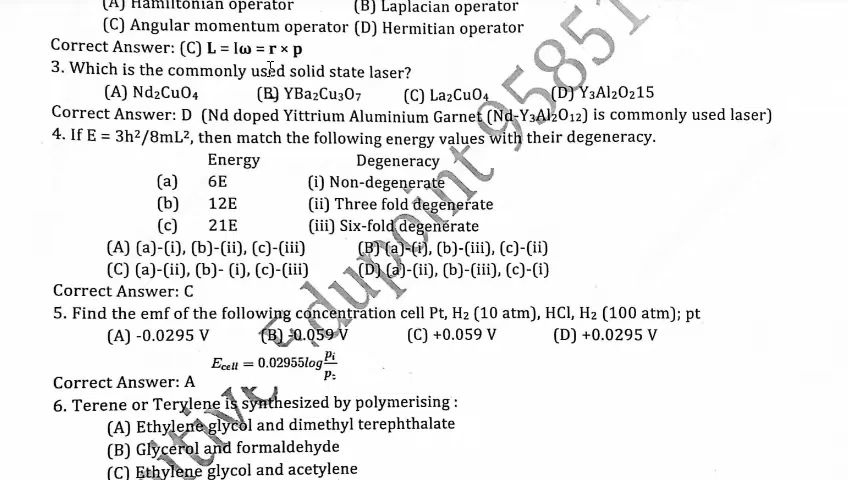 (A) Hamiltonian operator (B) Laplacian operator
(C) Angular momentum operator (D) Hermitian operator
Correct Answer: (C) L = Iω = r × p
3. Which is the commonly used solid state laser?
(A) Nd₂CuO₄ (B) YBa₂Cu₃O₇ (C) La₂CuO₄ (D) Y₃Al₂O₂15
Correct Answer: D (Nd doped Yittrium Aluminium Garnet (Nd-Y₃Al₂O₁₂) is commonly used laser)
4. If E = 3h²/8mL², then match the following energy values with their degeneracy.
Energy Degeneracy
(a) 6E (i) Non-degenerate
(b) 12E (ii) Three fold degenerate
(c) 21E (iii) Six-fold degenerate
(A) (a)-(i), (b)-(ii), (c)-(iii) (B) (a)-(i), (b)-(iii), (c)-(ii)
(C) (a)-(ii), (b)- (i), (c)-(iii) (D) (a)-(ii), (b)-(iii), (c)-(i)
Correct Answer: C
5. Find the emf of the following concentration cell Pt, H₂ (10 atm), HCl, H₂ (100 atm); pt
(A) -0.0295 V (B) -0.059 V (C) +0.059 V (D) +0.0295 V
E_cell = 0.02955log P₁/P₂
Correct Answer: A
6. Terene or Terylene is synthesized by polymerising :
(A) Ethylene glycol and dimethyl terephthalate
(B) Glycerol and formaldehyde
(C) Ethylene glycol and acetylene
Edupoint 95851